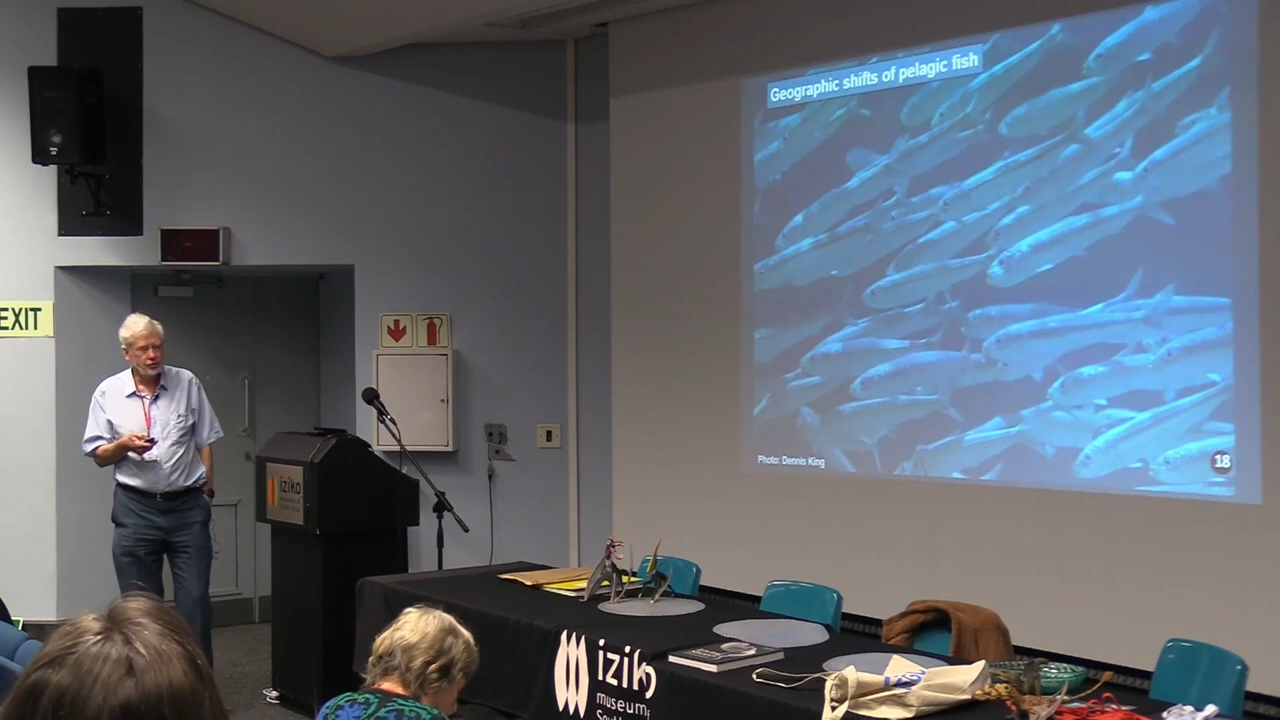 Geographic shifts of pelagic fish
EXIT
iziko
Photo: Dennis King
18
iziko
museums